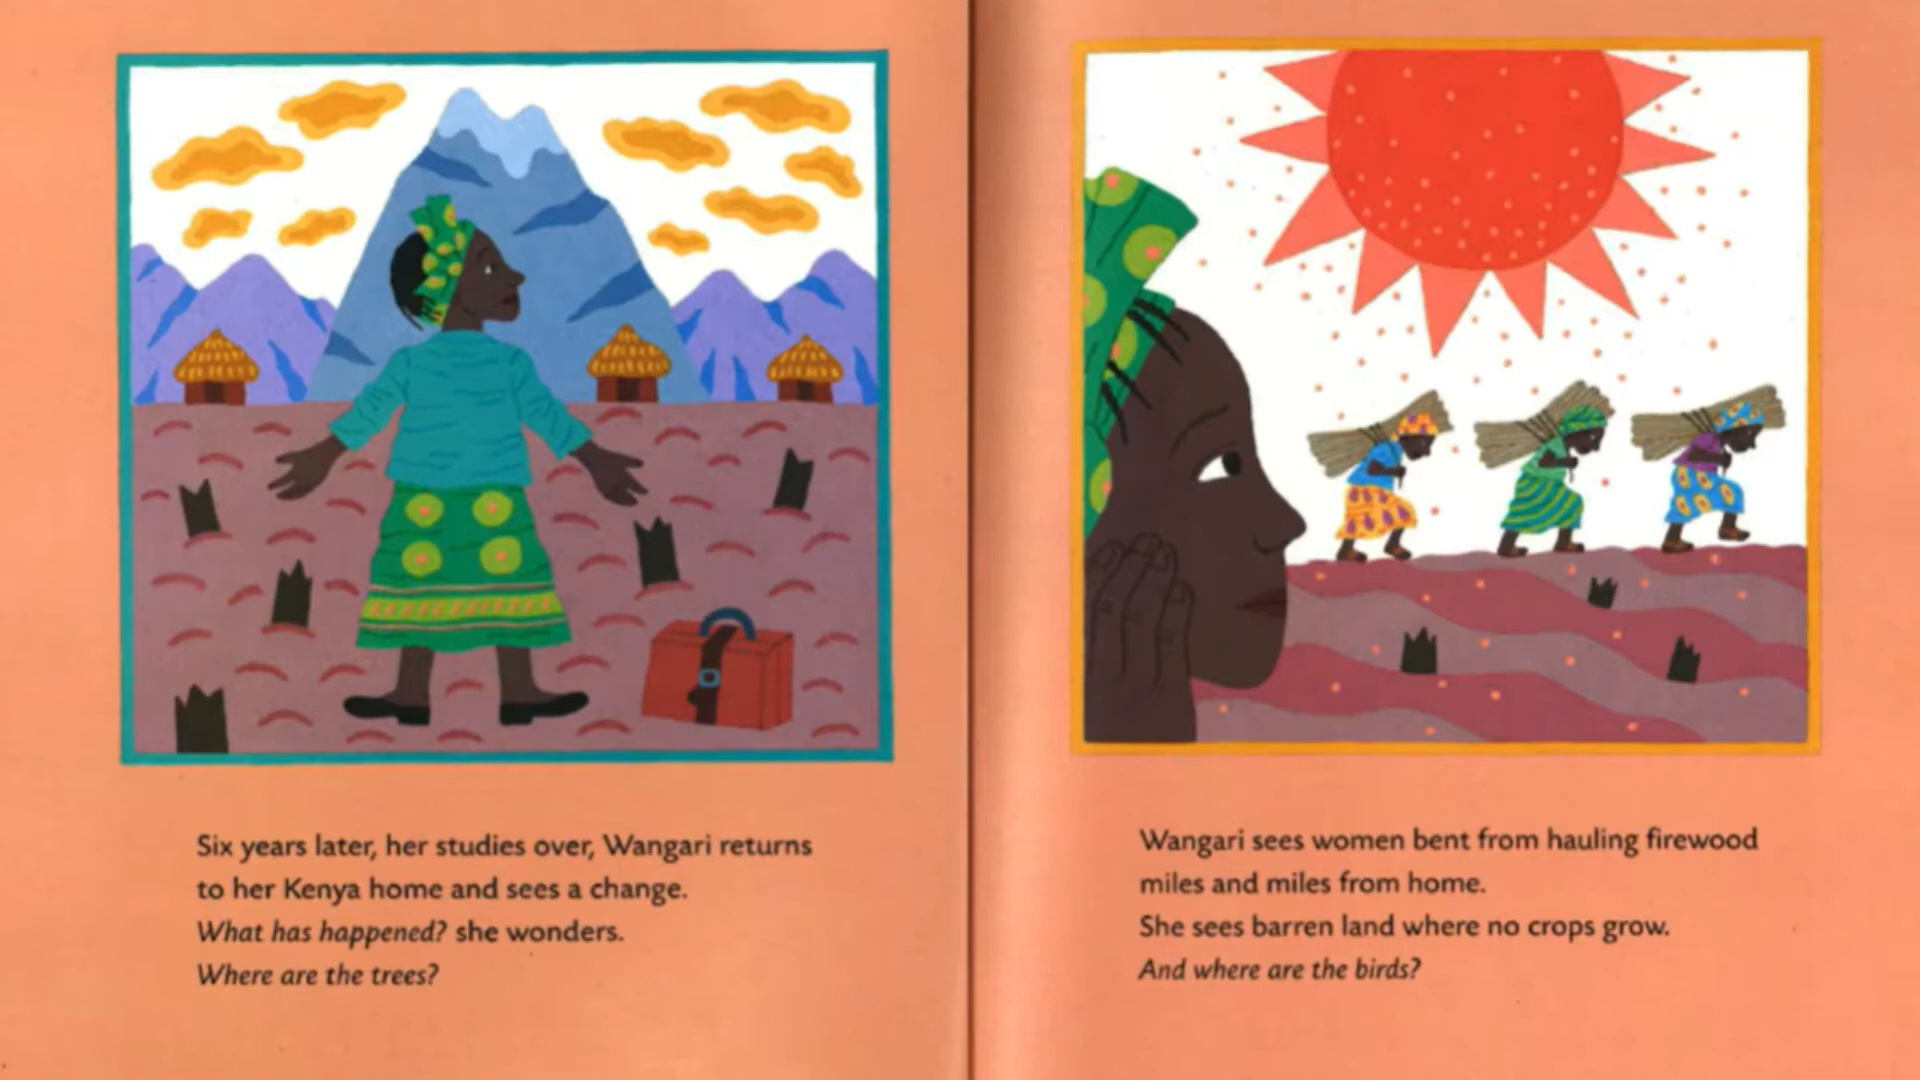 Six years later, her studies over, Wangari returns
to her Kenya home and sees a change.
What has happened? she wonders.
Where are the trees?
Wangari sees women bent from hauling firewood
miles and miles from home.
She sees barren land where no crops grow.
And where are the birds?